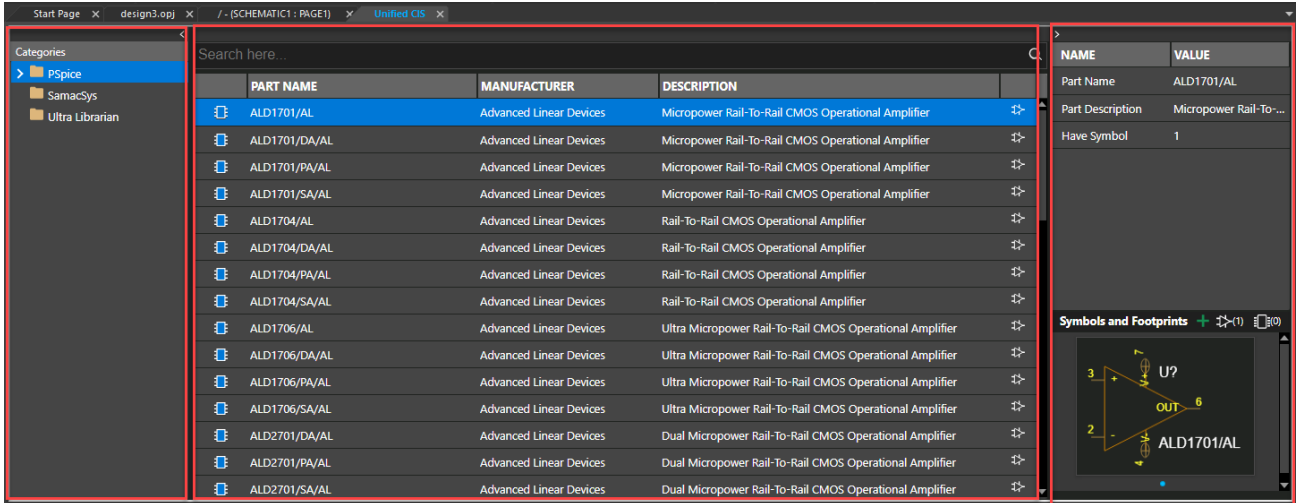 Start Page X design3.opj X / - (SCHEMATIC1 : PAGE1) X Unified CIS X
Categories
PSpice
SamacSys
Ultra Librarian
Search here...
PART NAME MANUFACTURER DESCRIPTION
ALD1701/AL Advanced Linear Devices Micropower Rail-To-Rail CMOS Operational Amplifier
ALD1701/DA/AL Advanced Linear Devices Micropower Rail-To-Rail CMOS Operational Amplifier
ALD1701/PA/AL Advanced Linear Devices Micropower Rail-To-Rail CMOS Operational Amplifier
ALD1701/SA/AL Advanced Linear Devices Micropower Rail-To-Rail CMOS Operational Amplifier
ALD1704/AL Advanced Linear Devices Rail-To-Rail CMOS Operational Amplifier
ALD1704/DA/AL Advanced Linear Devices Rail-To-Rail CMOS Operational Amplifier
ALD1704/PA/AL Advanced Linear Devices Rail-To-Rail CMOS Operational Amplifier
ALD1704/SA/AL Advanced Linear Devices Rail-To-Rail CMOS Operational Amplifier
ALD1706/AL Advanced Linear Devices Ultra Micropower Rail-To-Rail CMOS Operational Amplifier
ALD1706/DA/AL Advanced Linear Devices Ultra Micropower Rail-To-Rail CMOS Operational Amplifier
ALD1706/PA/AL Advanced Linear Devices Ultra Micropower Rail-To-Rail CMOS Operational Amplifier
ALD1706/SA/AL Advanced Linear Devices Ultra Micropower Rail-To-Rail CMOS Operational Amplifier
ALD2701/DA/AL Advanced Linear Devices Dual Micropower Rail-To-Rail CMOS Operational Amplifier
ALD2701/PA/AL Advanced Linear Devices Dual Micropower Rail-To-Rail CMOS Operational Amplifier
ALD2701/SA/AL Advanced Linear Devices Dual Micropower Rail-To-Rail CMOS Operational Amplifier
NAME VALUE
Part Name ALD1701/AL
Part Description Micropower Rail-To-...
Have Symbol 1
Symbols and Footprints (1) (0)
7
3 + V+ U?
OUT 6
2 - V- ALD1701/AL
4